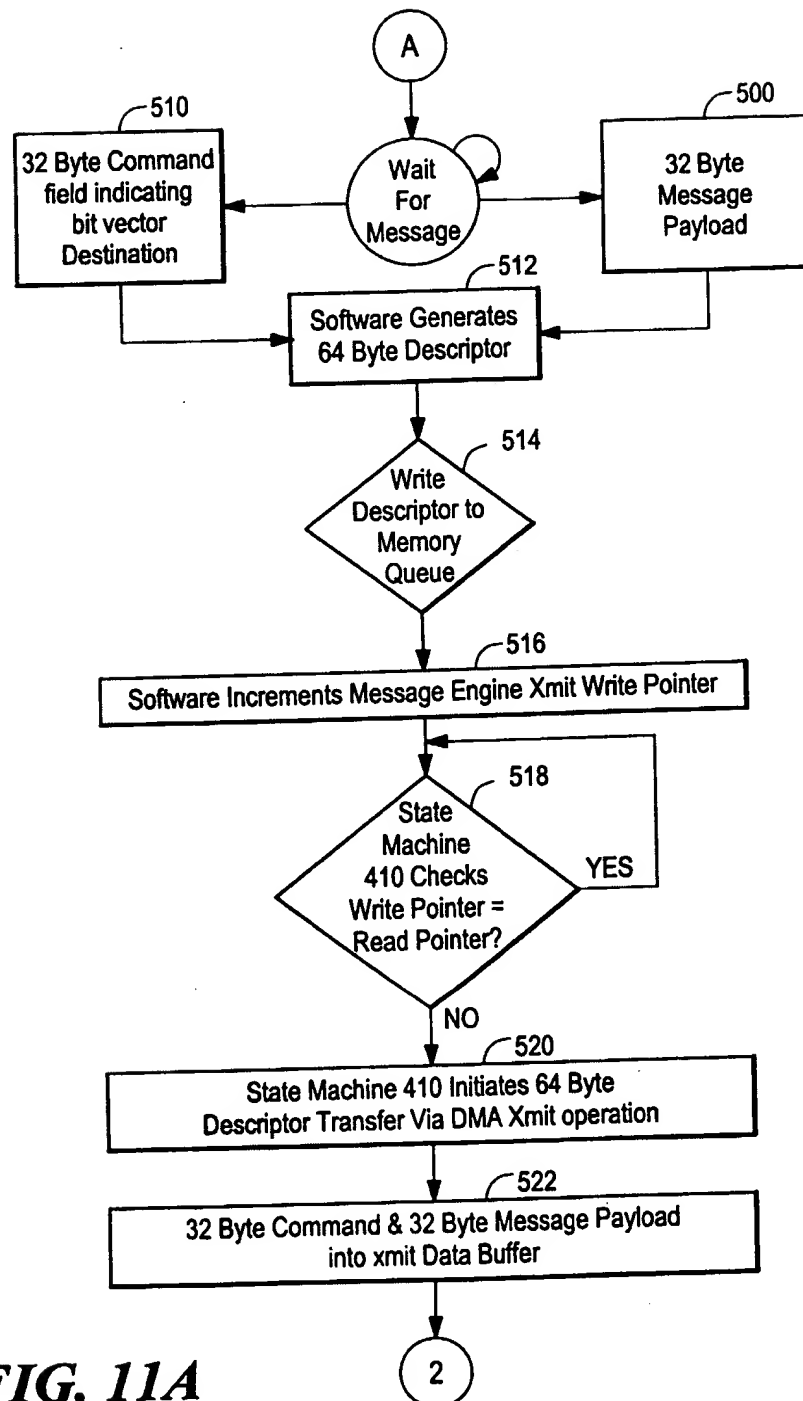 A
510
32 Byte Command
field indicating
bit vector
Destination
Wait
For
Message
500
32 Byte
Message
Payload
512
Software Generates
64 Byte Descriptor
514
Write
Descriptor to
Memory
Queue
516
Software Increments Message Engine Xmit Write Pointer
518
State
Machine
410 Checks
Write Pointer =
Read Pointer?
YES
NO
520
State Machine 410 Initiates 64 Byte
Descriptor Transfer Via DMA Xmit operation
522
32 Byte Command & 32 Byte Message Payload
into xmit Data Buffer
2
FIG. 11A